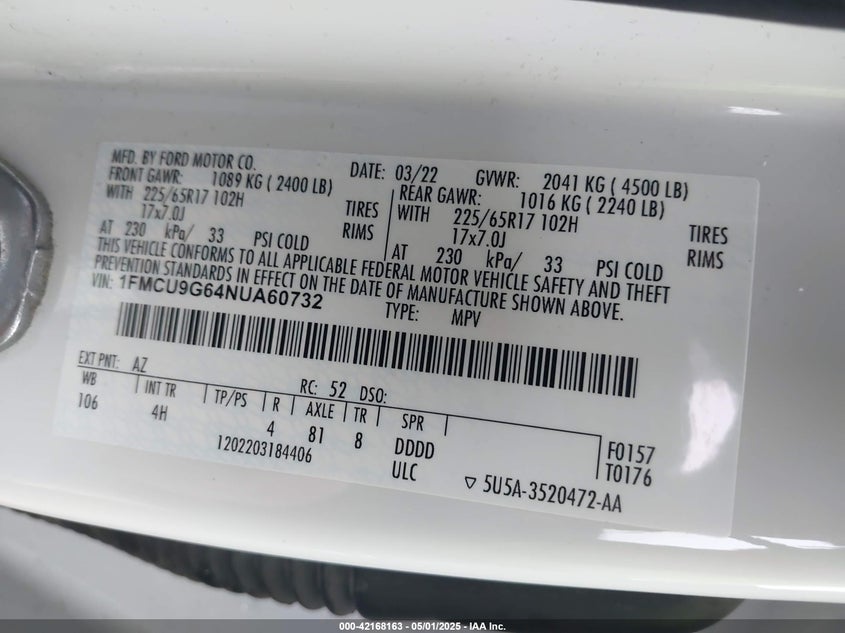 MFD. BY FORD MOTOR CO. DATE: 03/22 GVWR: 2041 KG ( 4500 LB)
FRONT GAWR: 1089 KG ( 2400 LB) REAR GAWR: 1016 KG ( 2240 LB)
WITH 225/65R17 102H TIRES WITH 225/65R17 102H TIRES
17x7.0J RIMS 17x7.0J RIMS
AT 230 kPa/ 33 PSI COLD AT 230 kPa/ 33 PSI COLD
THIS VEHICLE CONFORMS TO ALL APPLICABLE FEDERAL MOTOR VEHICLE SAFETY AND THEFT
PREVENTION STANDARDS IN EFFECT ON THE DATE OF MANUFACTURE SHOWN ABOVE.
VIN: 1FMCU9G64NUA60732 TYPE: MPV
EXT PNT: AZ RC: 52 DSO:
WB INT TR TP/PS R AXLE TR SPR
106 4H 4 81 8 DDDD F0157
1202203184406 ULC T0176
▽ 5U5A-3520472-AA
000-42168163 - 05/01/2025 - IAA Inc.